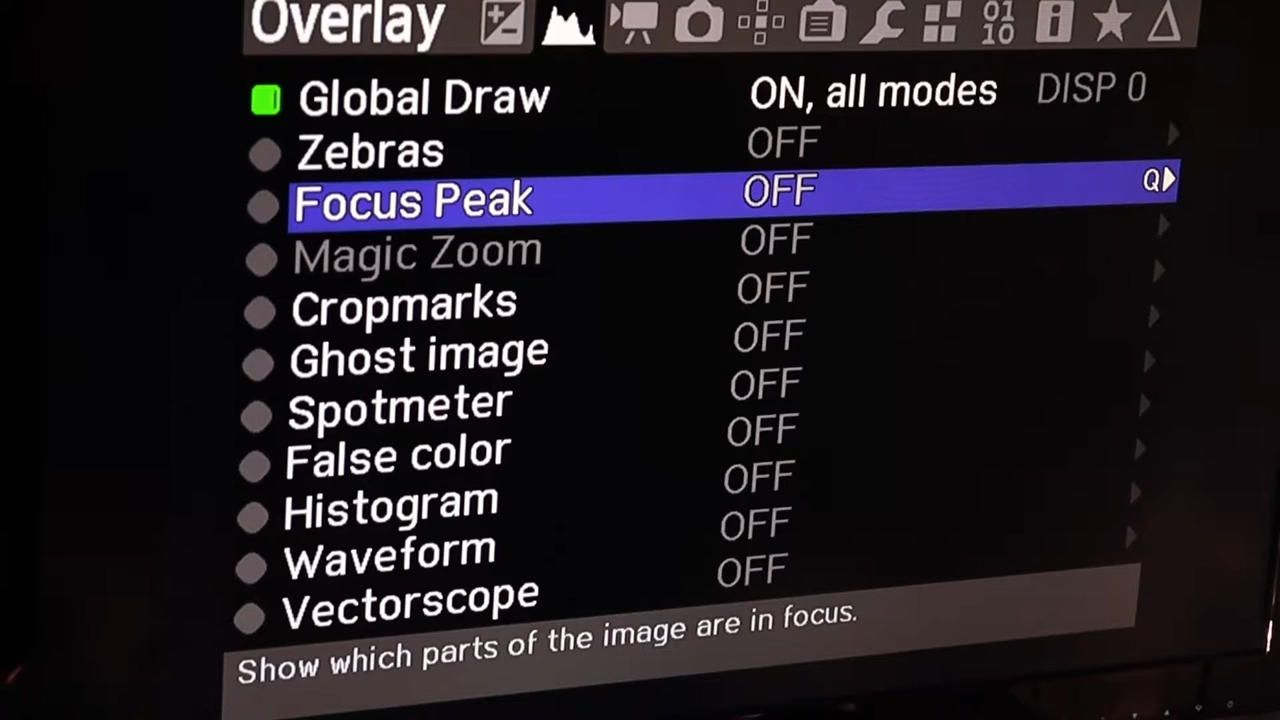 Overlay
01
10
Global Draw ON, all modes DISP 0
Zebras OFF
Focus Peak OFF Q
Magic Zoom OFF
Cropmarks OFF
Ghost image OFF
Spotmeter OFF
False color OFF
Histogram OFF
Waveform OFF
Vectorscope OFF
Show which parts of the image are in focus.